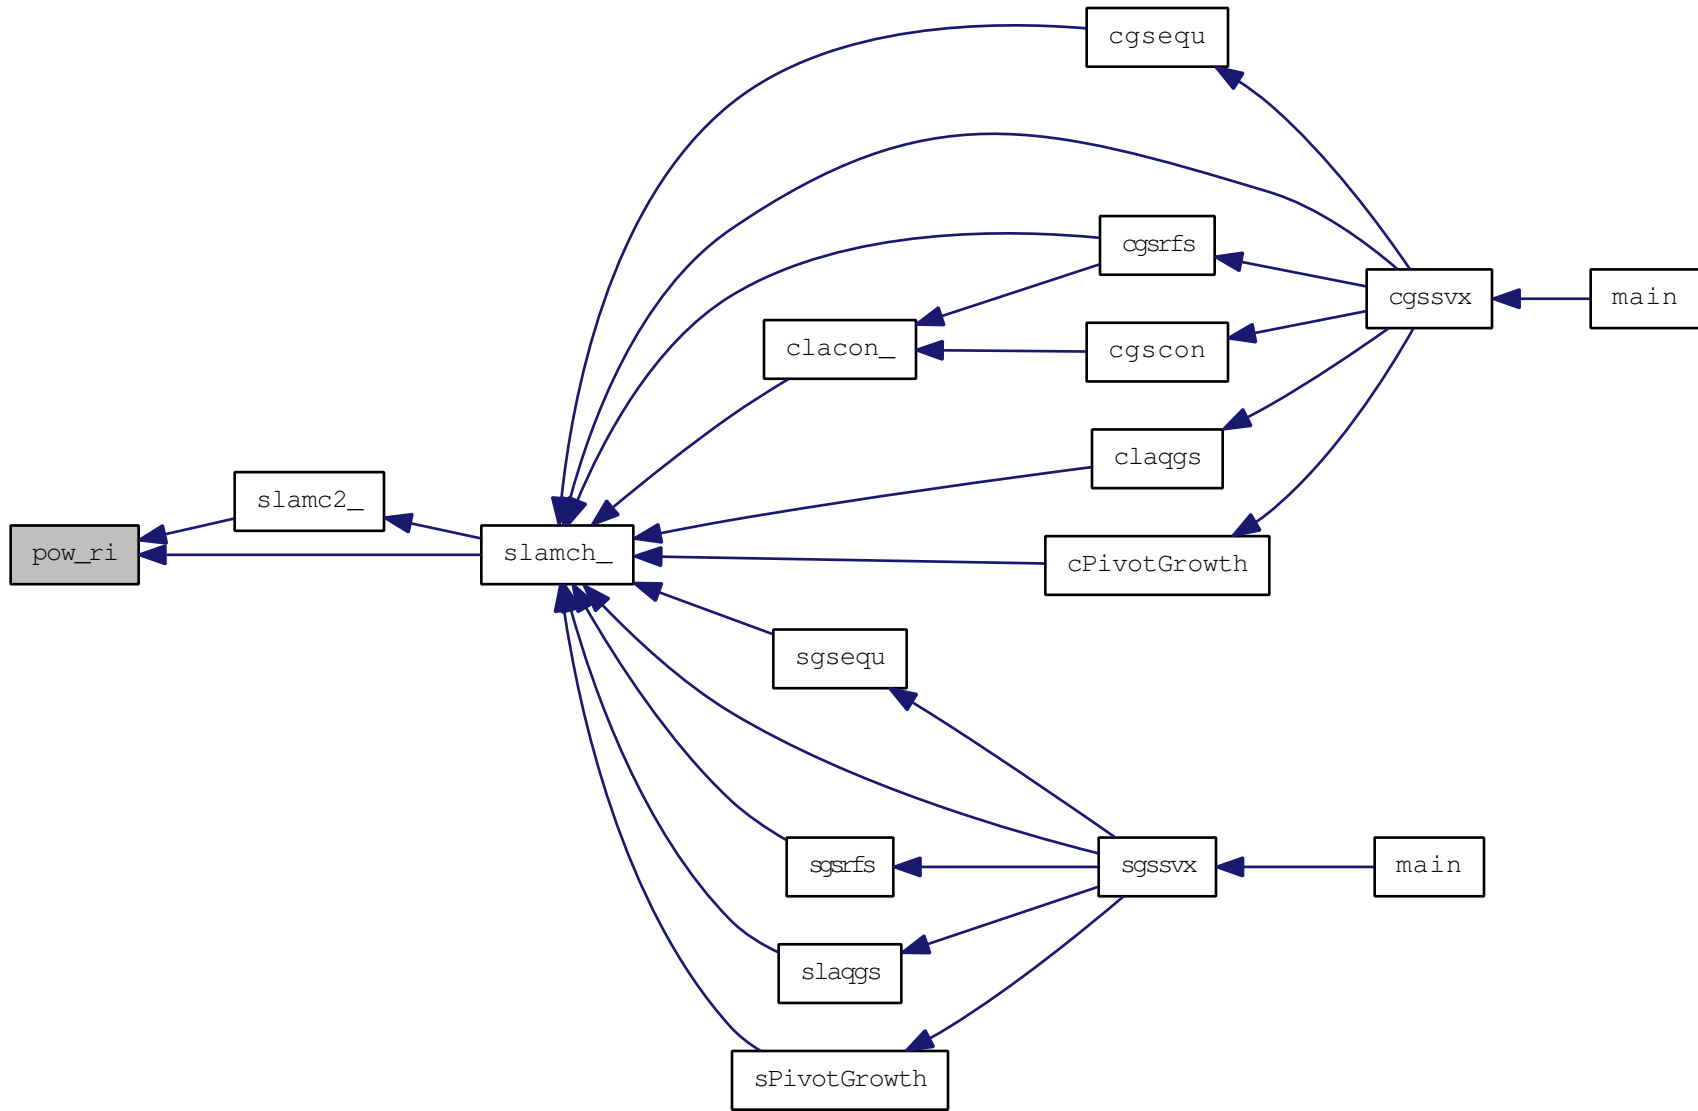 cgsequ
cgsrfs
cgssvx
main
clacon_
cgscon
claqgs
slamc2_
pow_ri
slamch_
cPivotGrowth
sgsequ
sgsrfs
sgssvx
main
slaqgs
sPivotGrowth